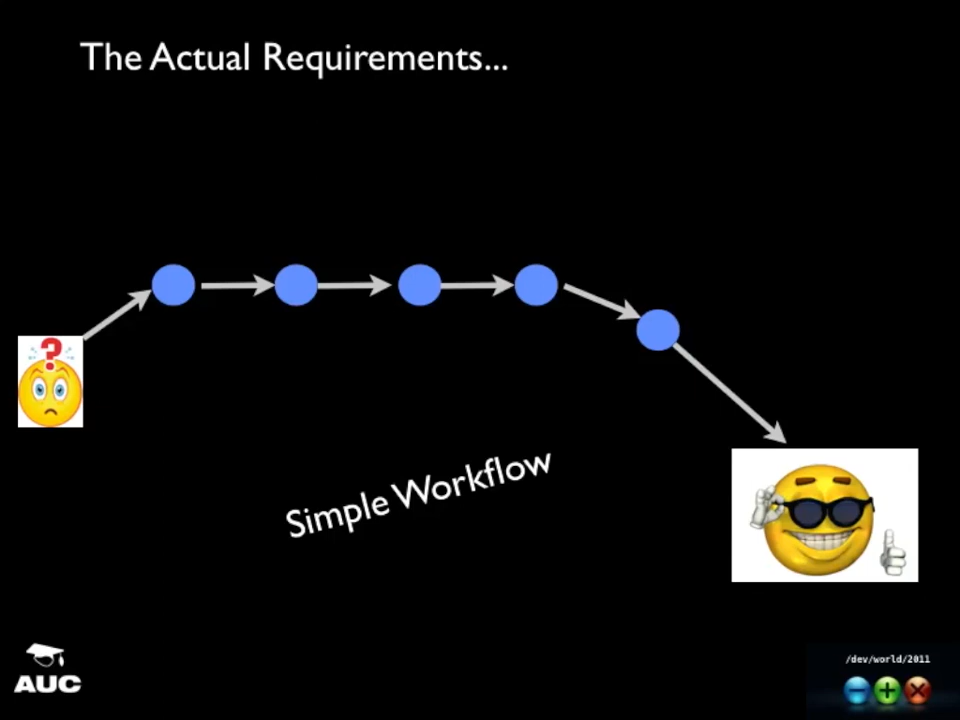 The Actual Requirements...
?
Simple Workflow
AUC
/dev/world/2011